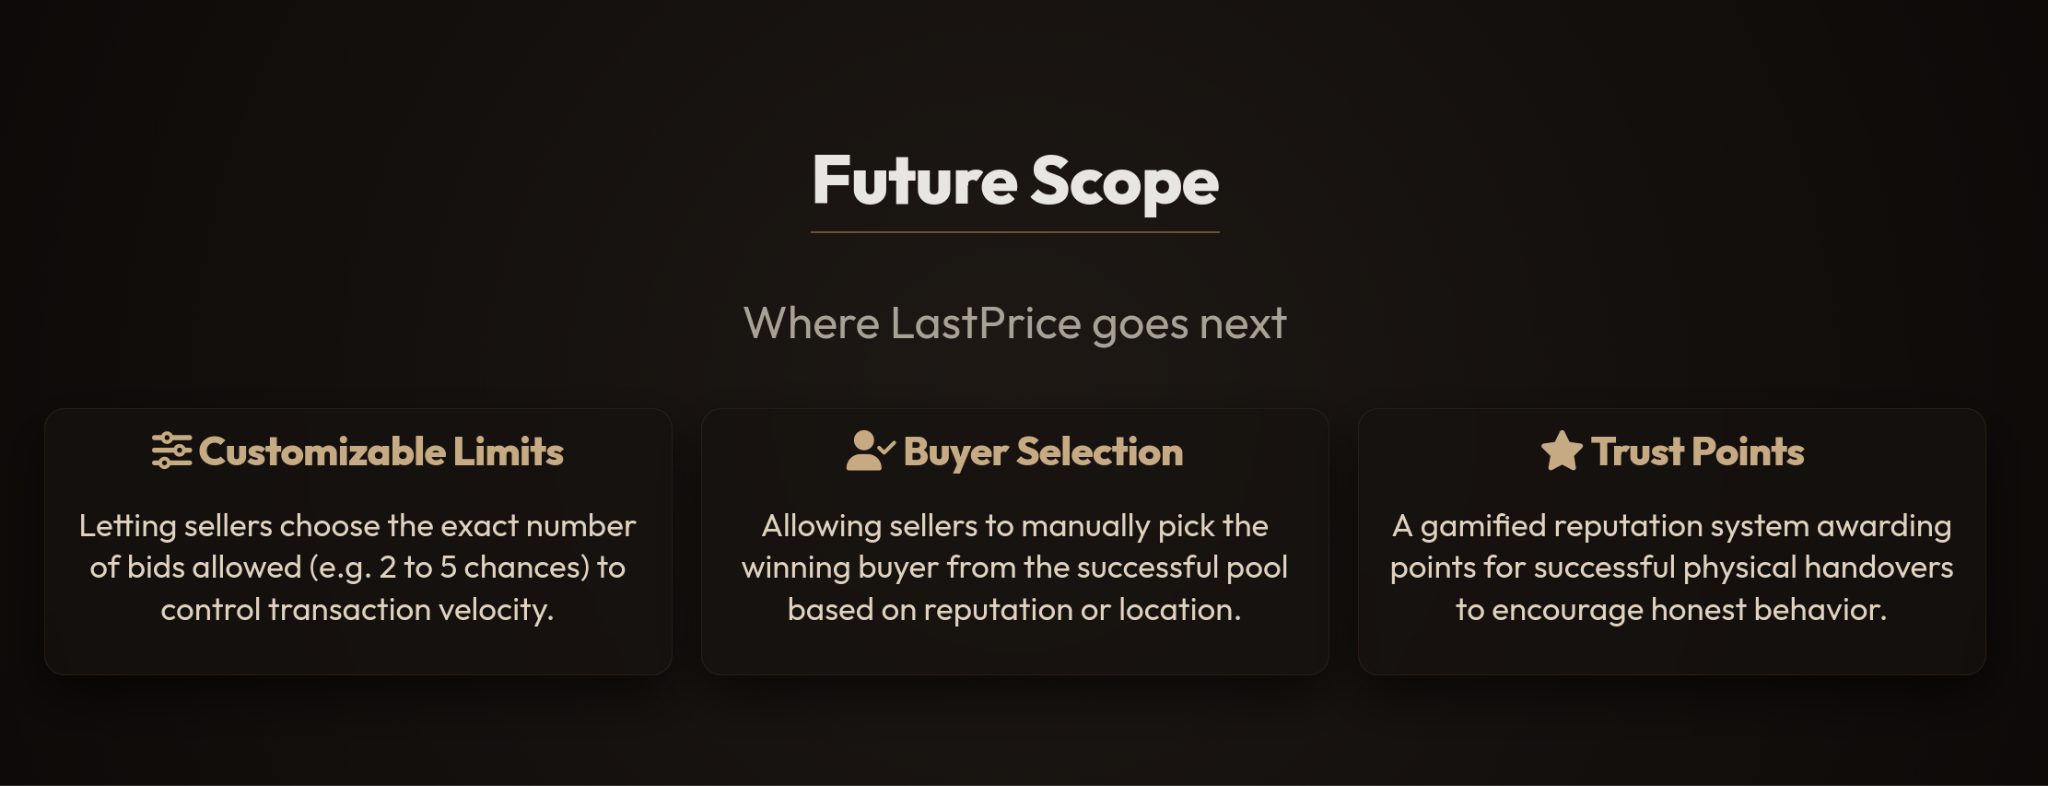 Future Scope
Where LastPrice goes next
Customizable Limits
Letting sellers choose the exact number
of bids allowed (e.g. 2 to 5 chances) to
control transaction velocity.
Buyer Selection
Allowing sellers to manually pick the
winning buyer from the successful pool
based on reputation or location.
Trust Points
A gamified reputation system awarding
points for successful physical handovers
to encourage honest behavior.